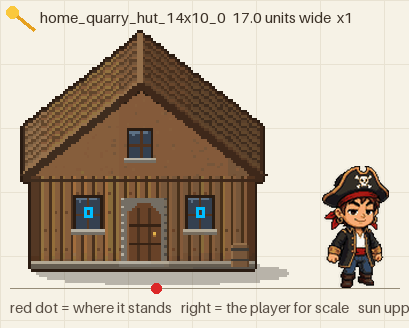 home_quarry_hut_14x10_0 17.0 units wide x1
red dot = where it stands right = the player for scale sun upp